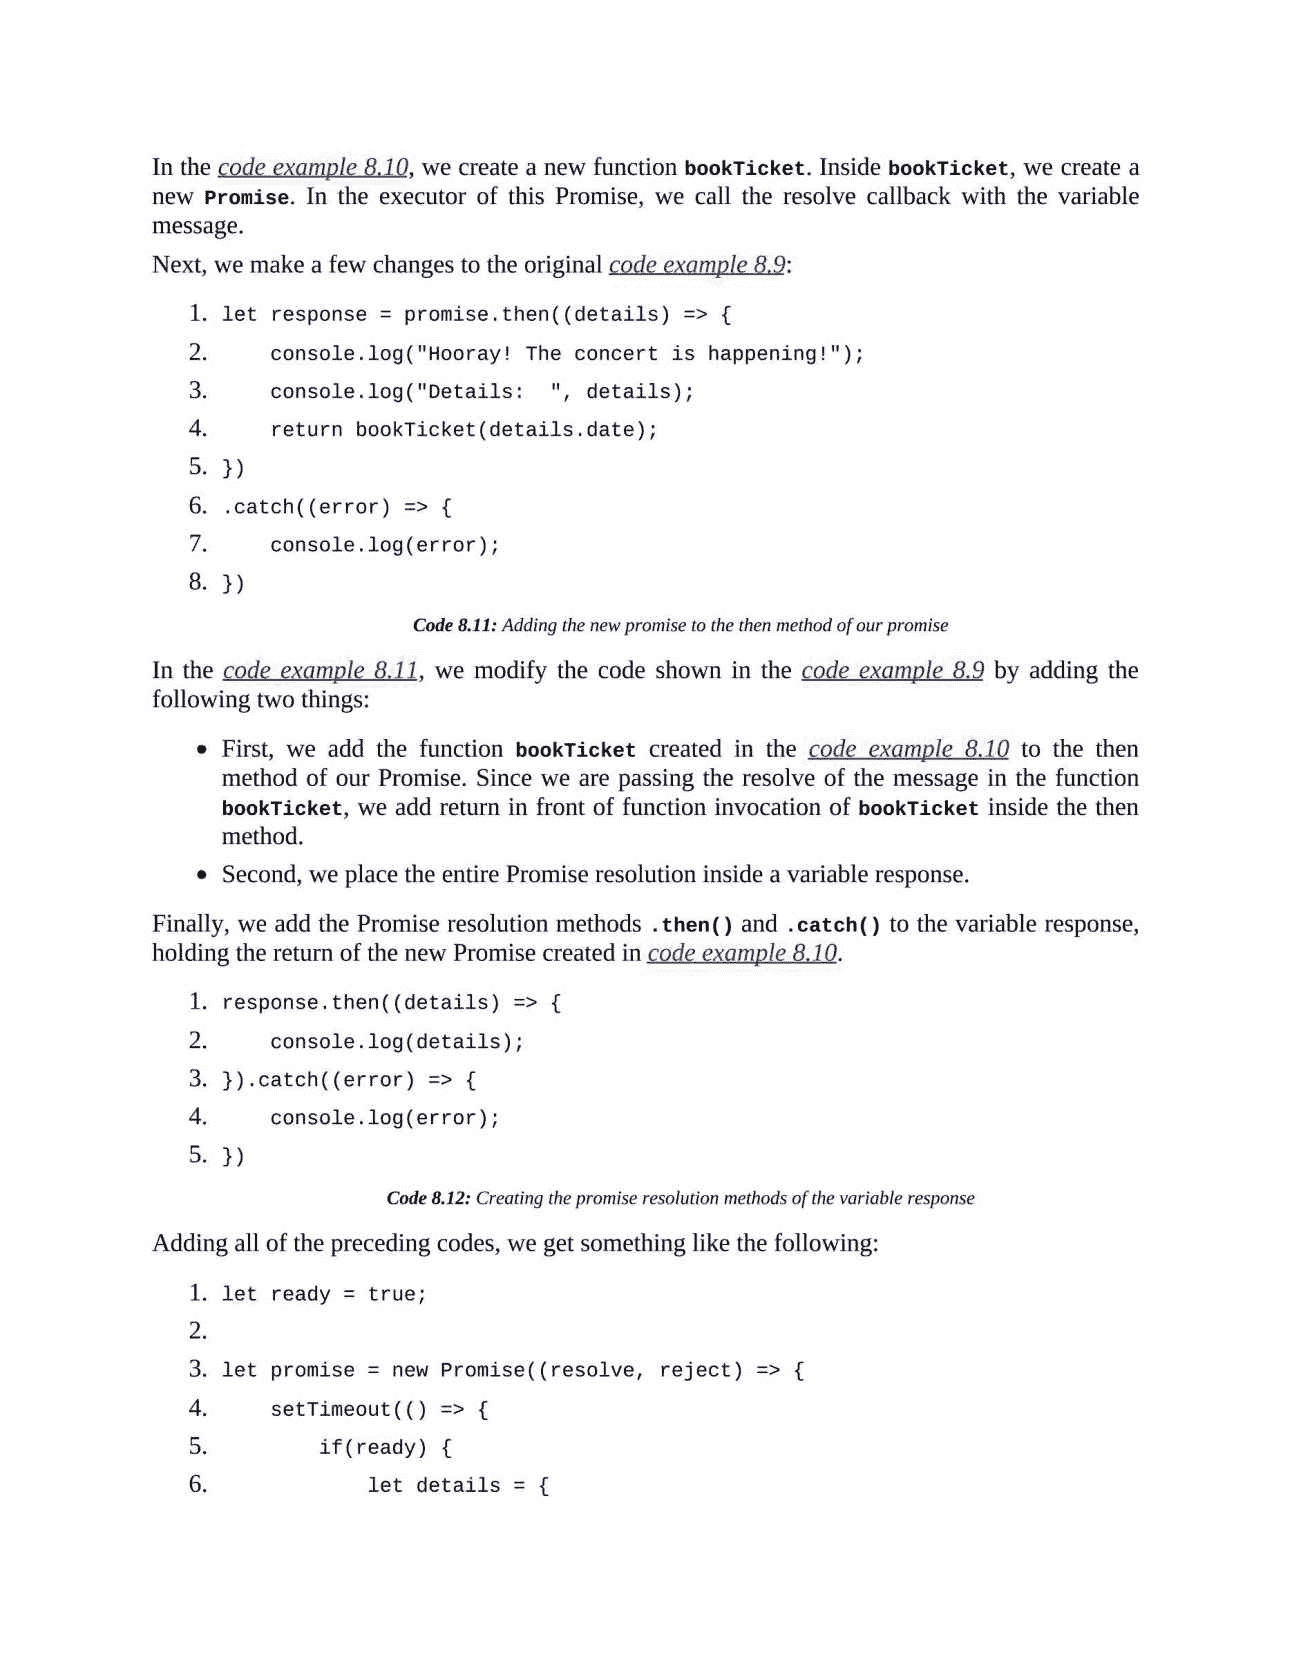 In the code example 8.10, we create a new function bookTicket. Inside bookTicket, we create a
new Promise. In the executor of this Promise, we call the resolve callback with the variable
message.
Next, we make a few changes to the original code example 8.9:
1. let response = promise.then((details) => {
2.     console.log("Hooray! The concert is happening!");
3.     console.log("Details:  ", details);
4.     return bookTicket(details.date);
5. })
6. .catch((error) => {
7.     console.log(error);
8. })
Code 8.11: Adding the new promise to the then method of our promise
In the code example 8.11, we modify the code shown in the code example 8.9 by adding the
following two things:
• First, we add the function bookTicket created in the code example 8.10 to the then
method of our Promise. Since we are passing the resolve of the message in the function
bookTicket, we add return in front of function invocation of bookTicket inside the then
method.
• Second, we place the entire Promise resolution inside a variable response.
Finally, we add the Promise resolution methods .then() and .catch() to the variable response,
holding the return of the new Promise created in code example 8.10.
1. response.then((details) => {
2.     console.log(details);
3. }).catch((error) => {
4.     console.log(error);
5. })
Code 8.12: Creating the promise resolution methods of the variable response
Adding all of the preceding codes, we get something like the following:
1. let ready = true;
2.
3. let promise = new Promise((resolve, reject) => {
4.     setTimeout(() => {
5.         if(ready) {
6.             let details = {